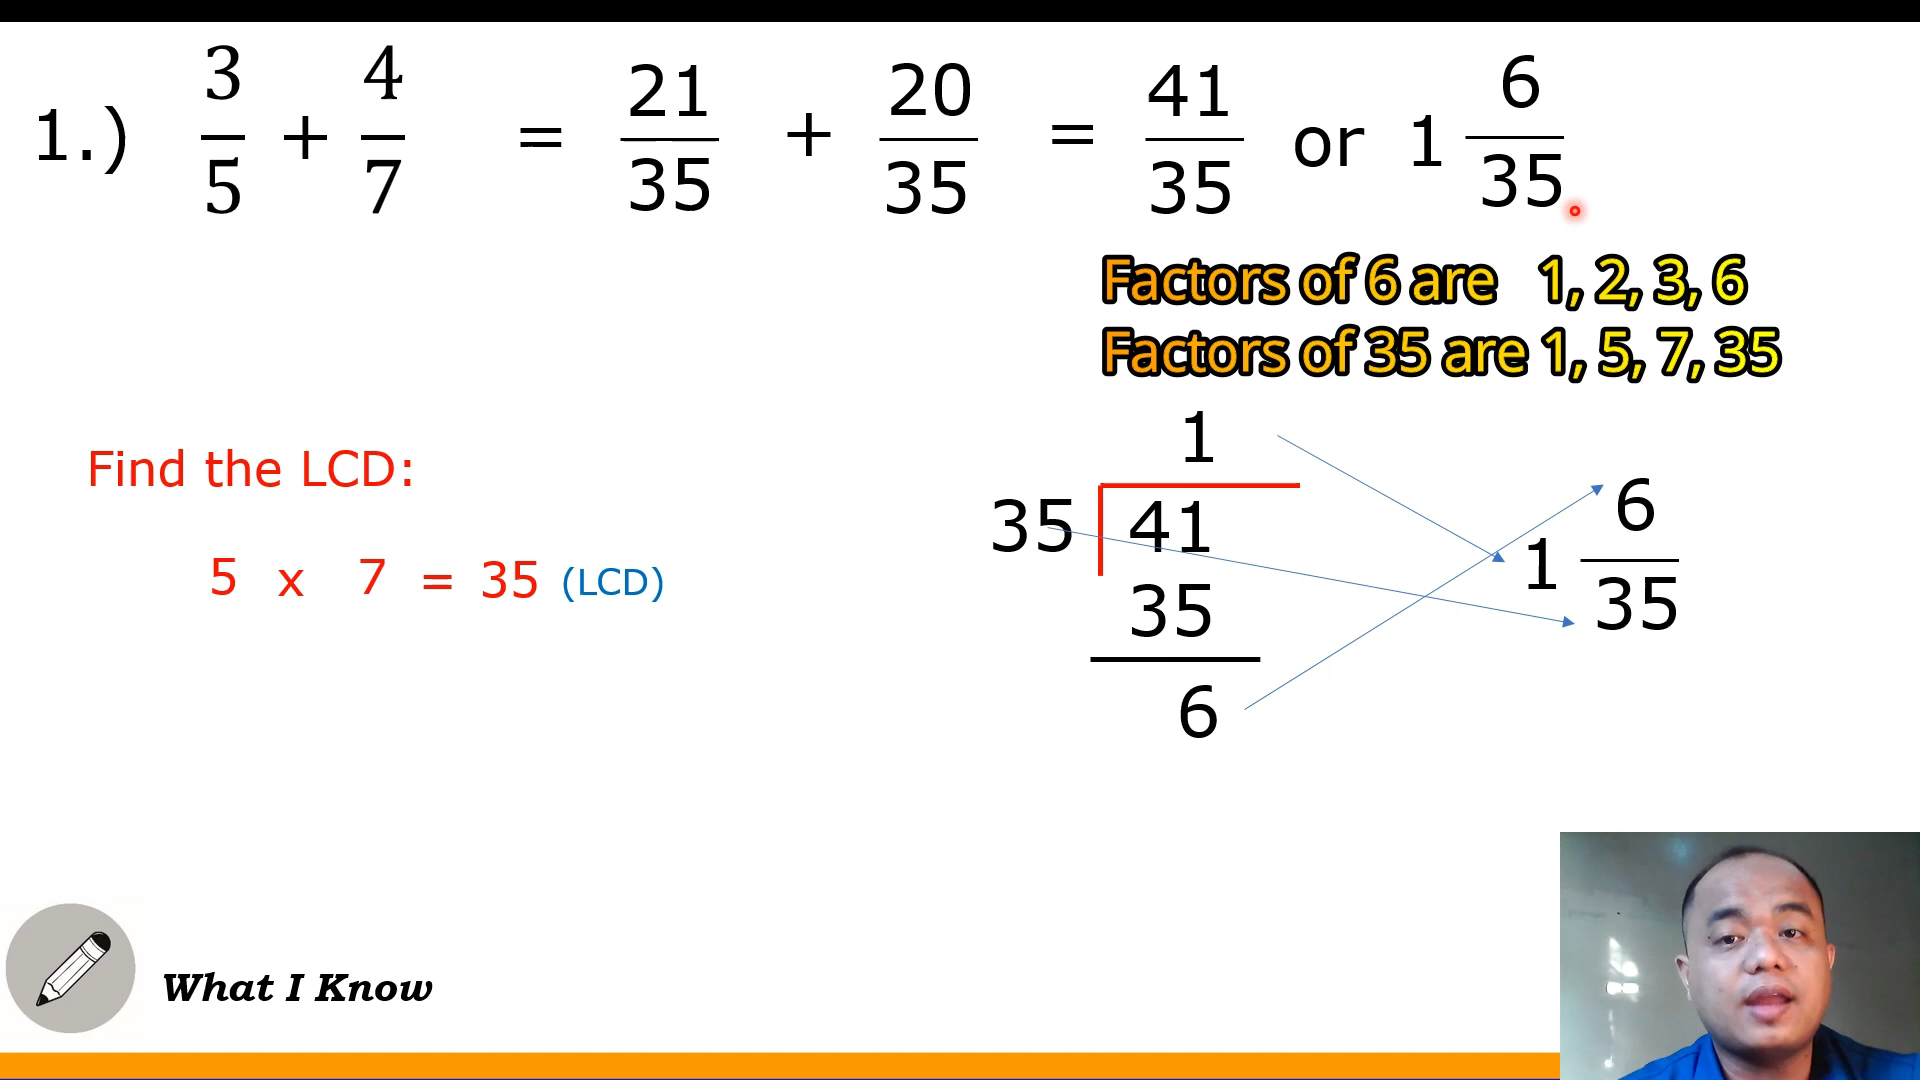 1.) 3/5 + 4/7 = 21/35 + 20/35 = 41/35 or 1 6/35
Factors of 6 are 1, 2, 3, 6
Factors of 35 are 1, 5, 7, 35
Find the LCD:
5 x 7 = 35 (LCD)
1
35 41
35
6
1 6/35
What I Know